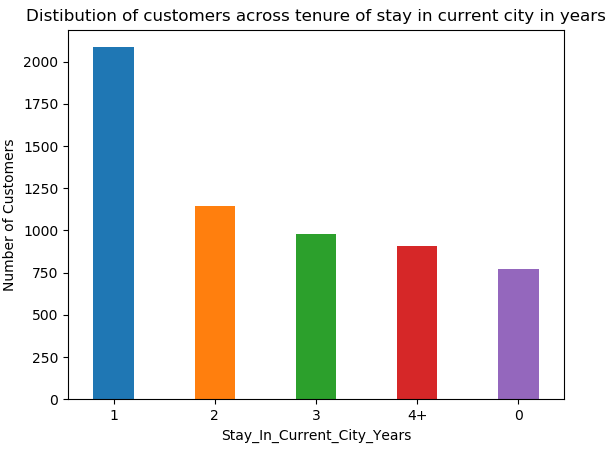 Distibution of customers across tenure of stay in current city in years
Number of Customers
2000
1750
1500
1250
1000
750
500
250
0
1 2 3 4+ 0
Stay_In_Current_City_Years